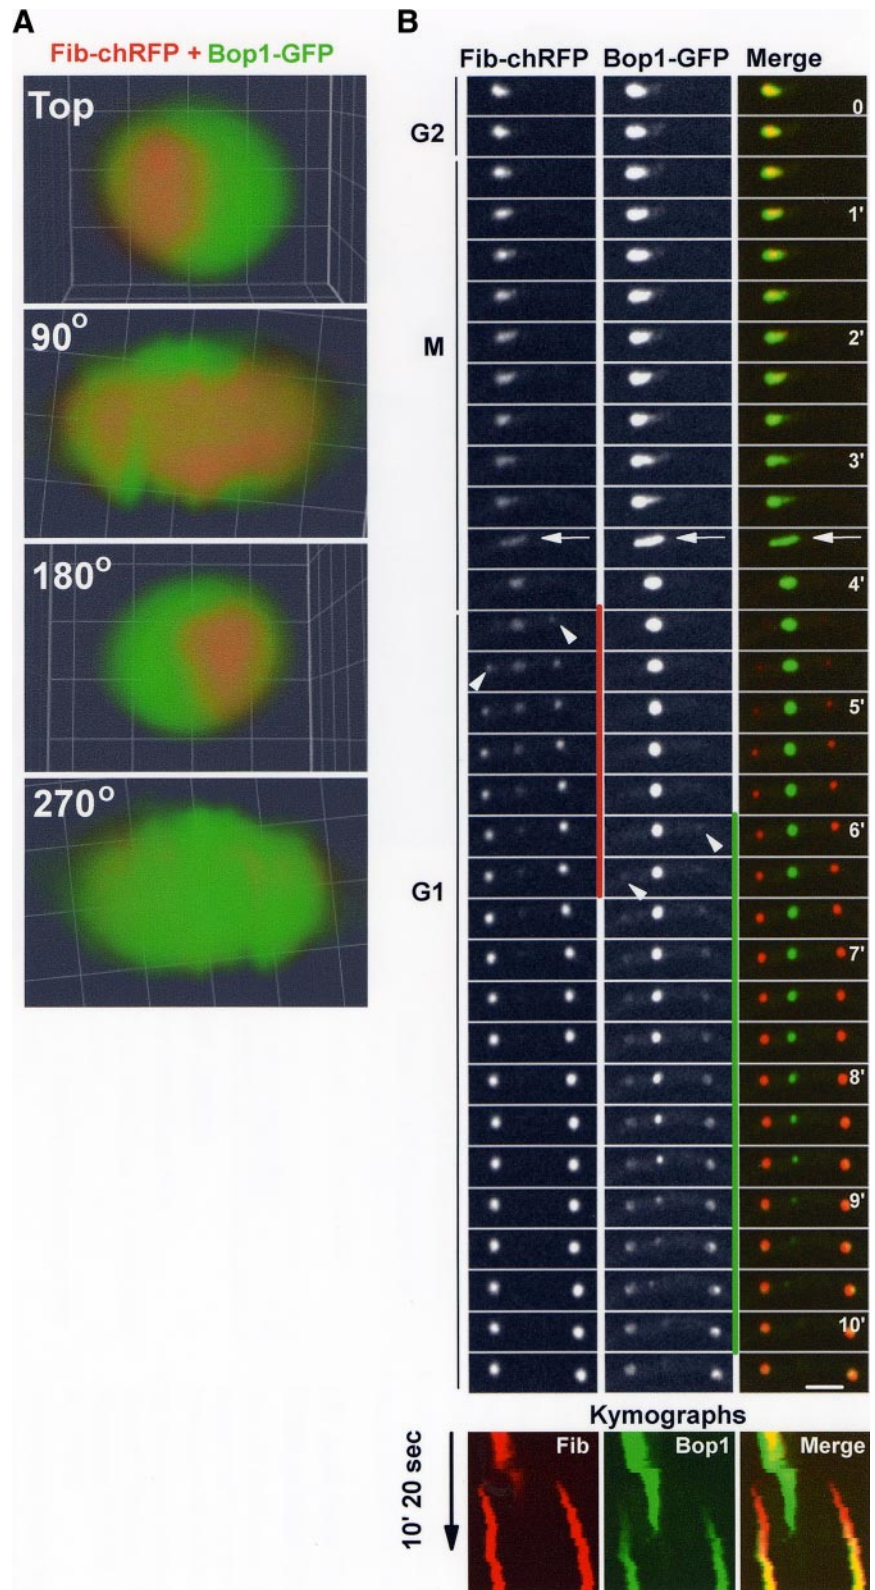 A
Fib-chRFP + Bop1-GFP
Top
90°
180°
270°
B
Fib-chRFP Bop1-GFP Merge
G2
M
G1
0
1'
2'
3'
4'
5'
6'
7'
8'
9'
10'
Kymographs
10' 20 sec
Fib
Bop1
Merge